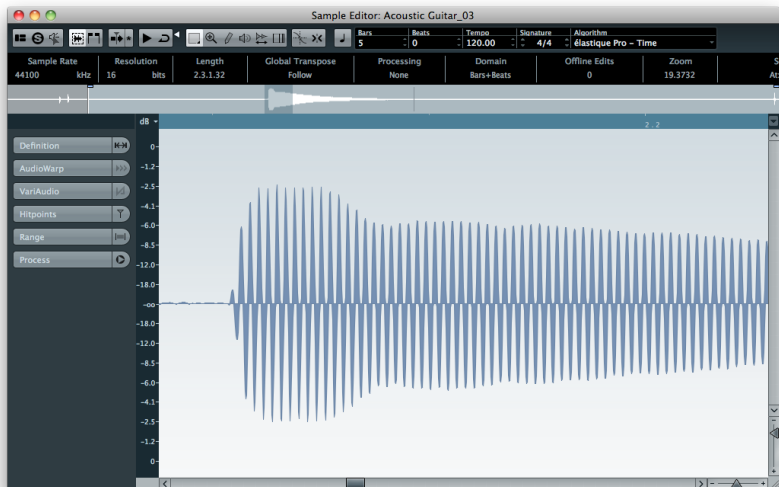 Sample Editor: Acoustic Guitar_03
Bars Beats Tempo Signature Algorithm
5 0 120.00 4/4 élastique Pro – Time
Sample Rate Resolution Length Global Transpose Processing Domain Offline Edits Zoom S
44100 kHz 16 bits 2.3.1.32 Follow None Bars+Beats 0 19.3732 At:
dB
2.2
Definition
AudioWarp
VariAudio
Hitpoints
Range
Process
0
-1.2
-2.5
-4.1
-6.0
-8.5
-12.0
-18.0
-oo
-18.0
-12.0
-8.5
-6.0
-4.1
-2.5
-1.2
0